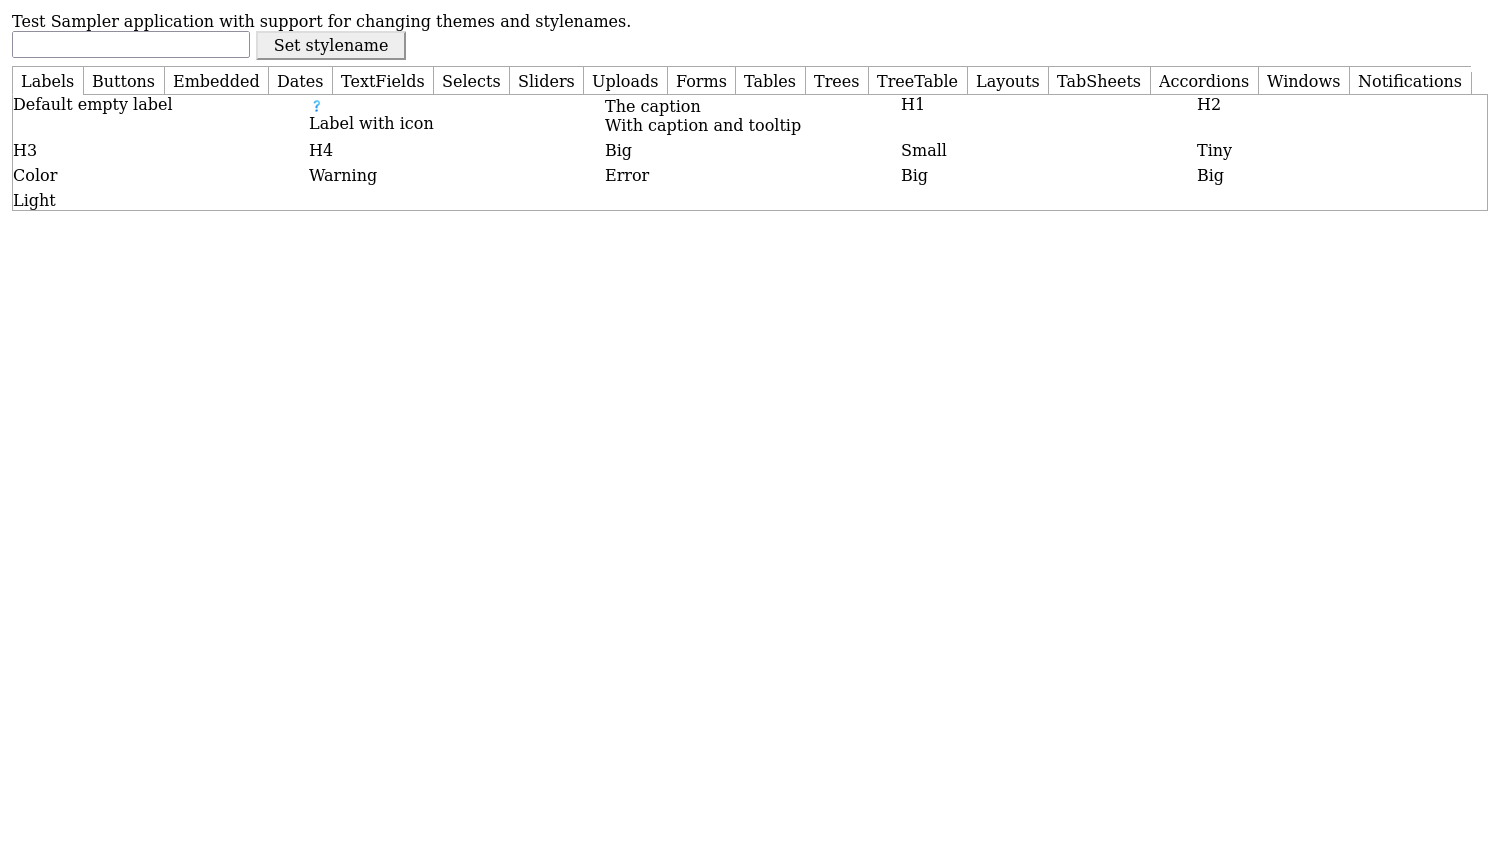 Test Sampler application with support for changing themes and stylenames.
Set stylename
Labels Buttons Embedded Dates TextFields Selects Sliders Uploads Forms Tables Trees TreeTable Layouts TabSheets Accordions Windows Notifications
Default empty label ? The caption H1 H2
Label with icon With caption and tooltip
H3 H4 Big Small Tiny
Color Warning Error Big Big
Light